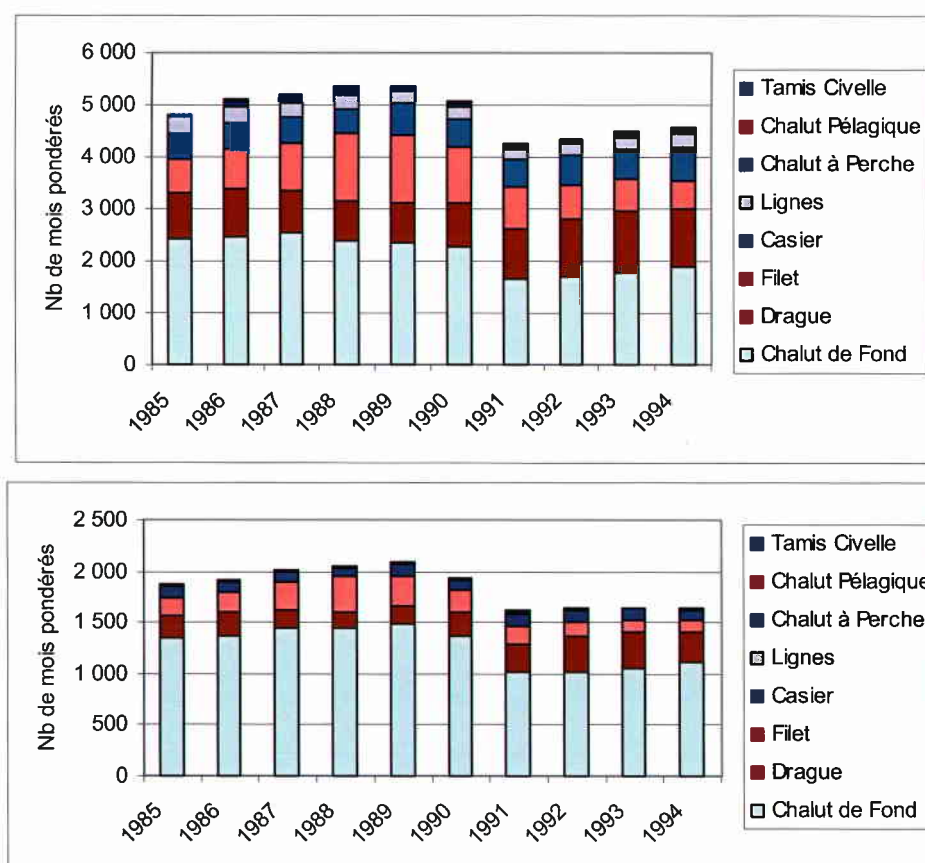 6 000
5 000
4 000
3 000
2 000
1 000
0
Nb de mois pondérés
1985
1986
1987
1988
1989
1990
1991
1992
1993
1994
Tamis Civelle
Chalut Pélagique
Chalut à Perche
Lignes
Casier
Filet
Drague
Chalut de Fond
2 500
2 000
1 500
1 000
500
0
Nb de mois pondérés
1985
1986
1987
1988
1989
1990
1991
1992
1993
1994
Tamis Civelle
Chalut Pélagique
Chalut à Perche
Lignes
Casier
Filet
Drague
Chalut de Fond